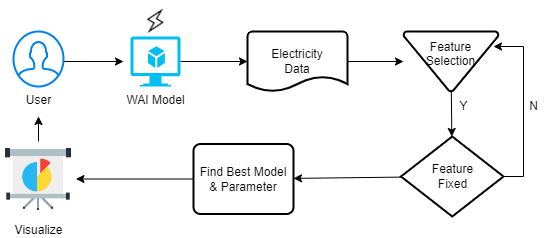 Electricity
Data
Feature
Selection
User
WAI Model
Y
N
Find Best Model
& Parameter
Feature
Fixed
Visualize